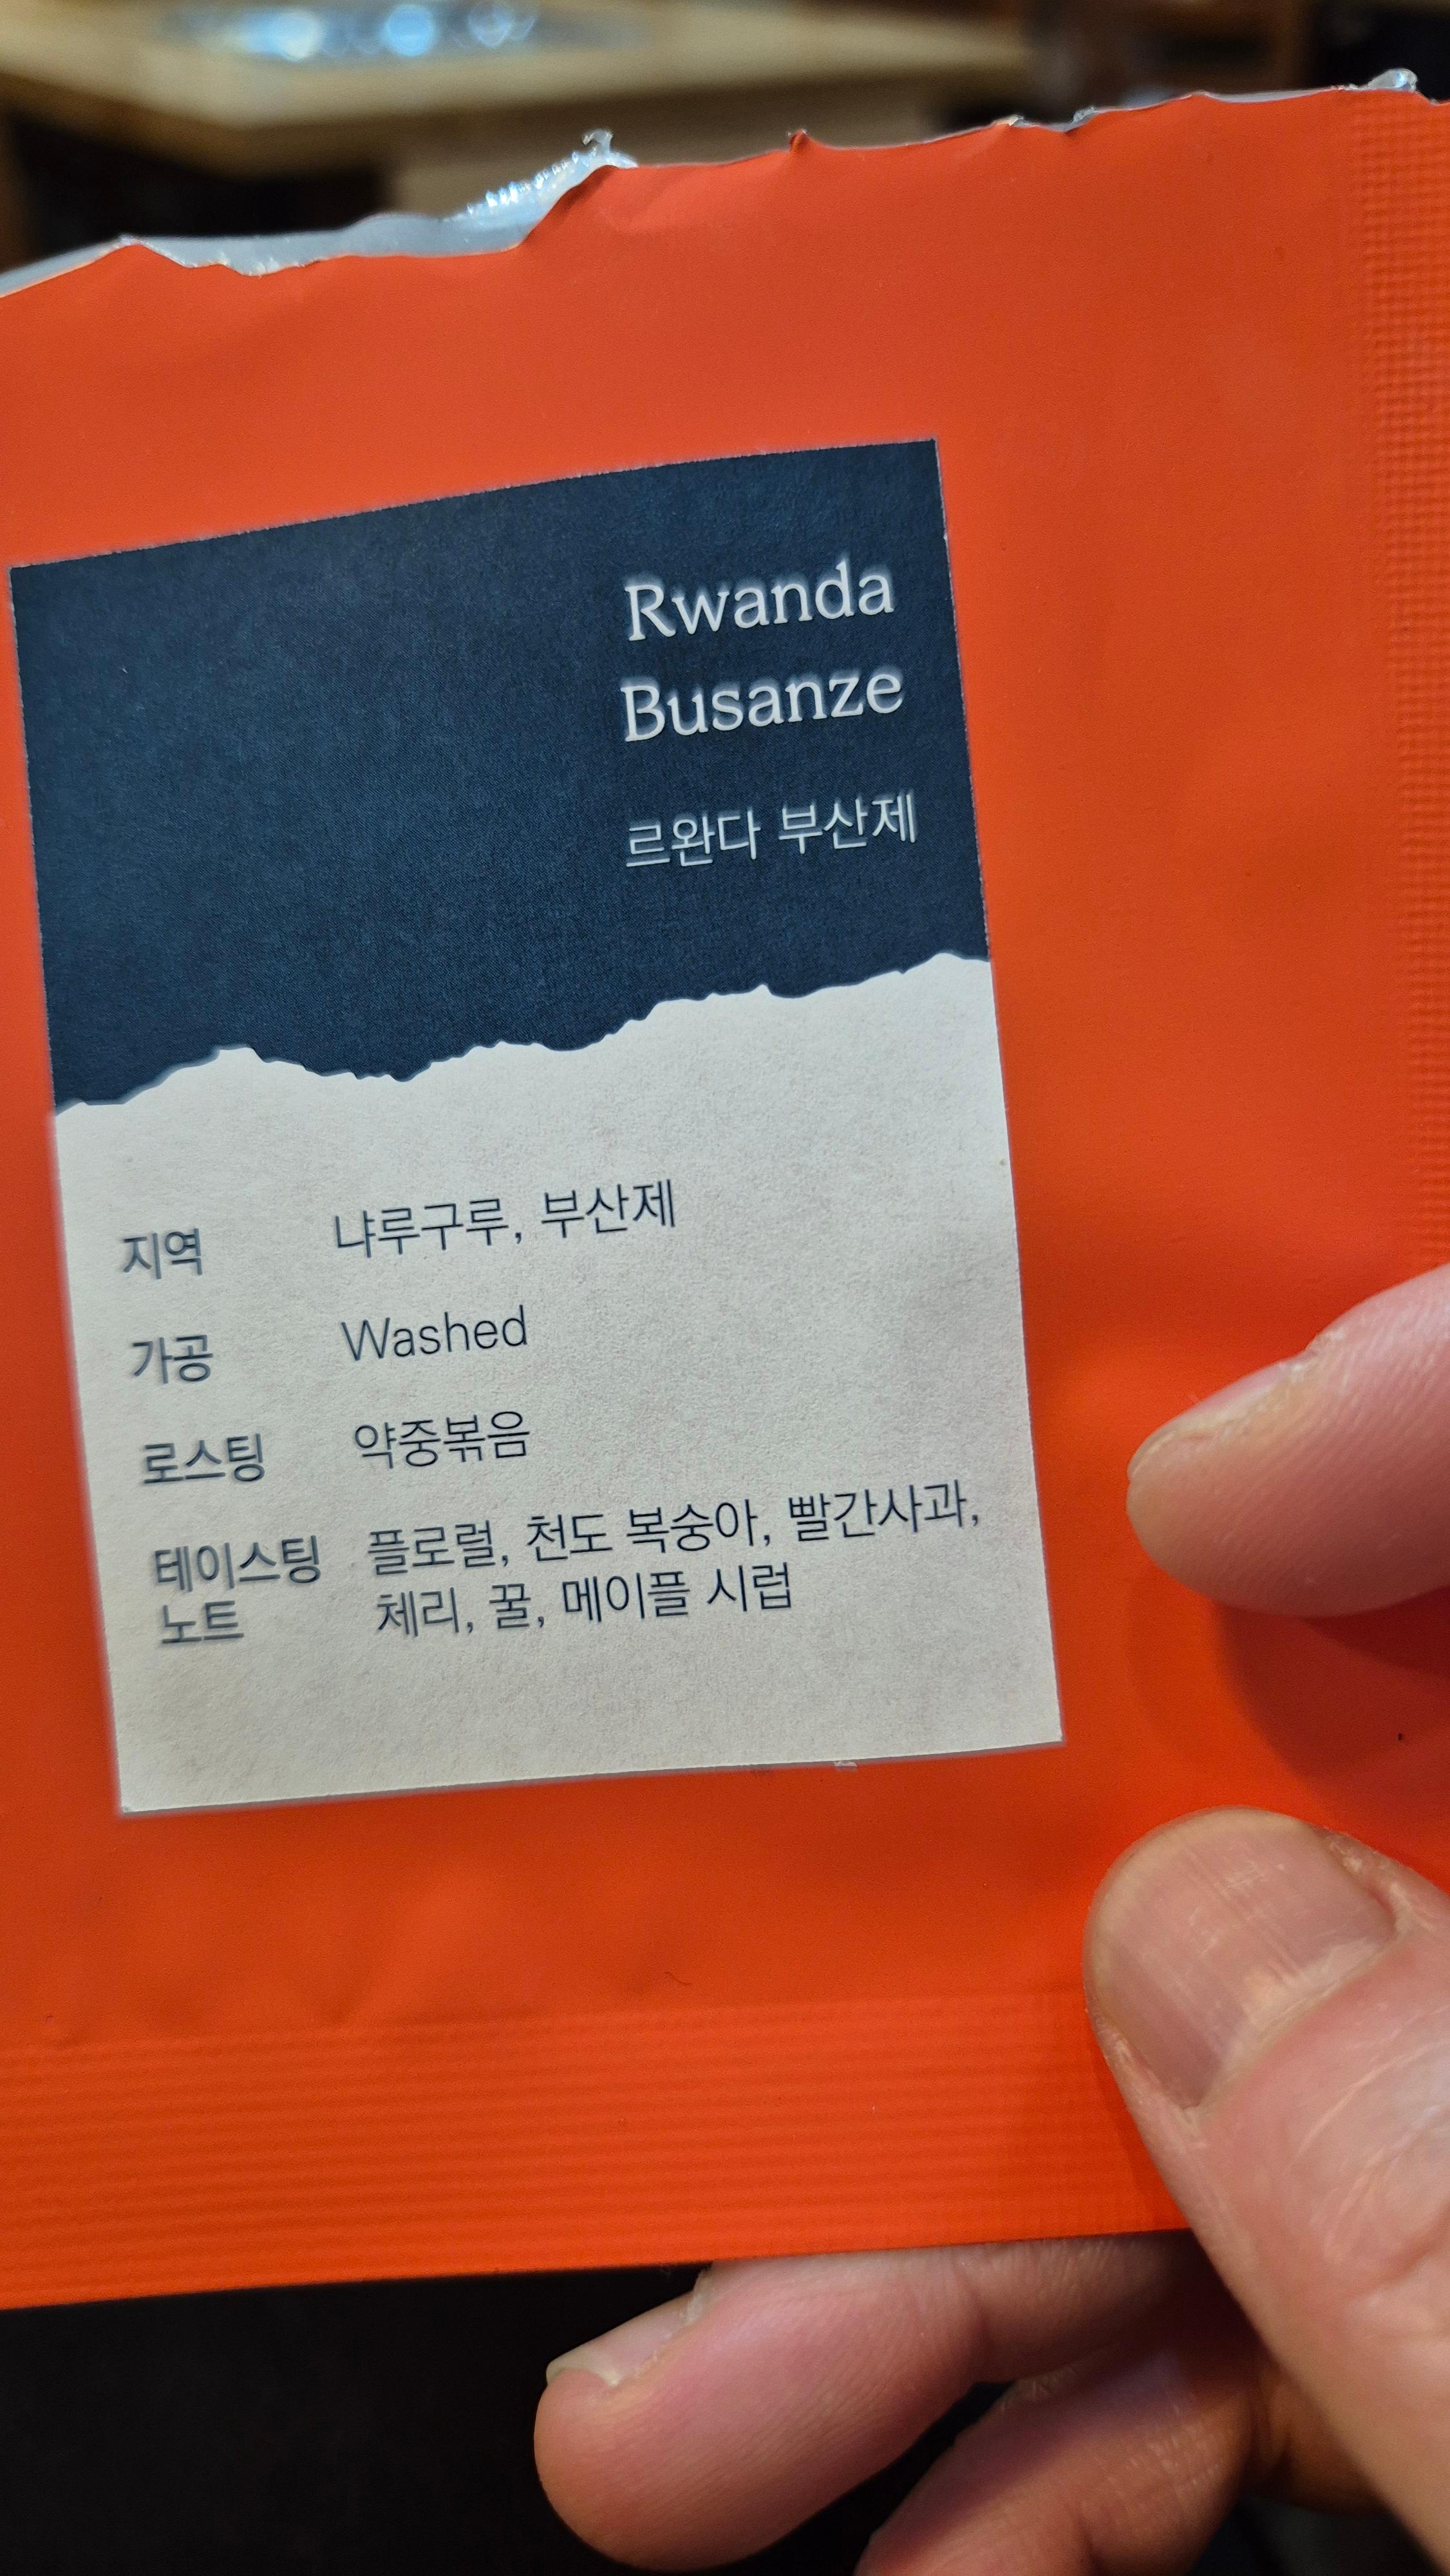 Rwanda
Busanze
르완다 부산제
지역 냐루구루, 부산제
가공 Washed
로스팅 약중볶음
테이스팅 플로럴, 천도 복숭아, 빨간사과,
노트 체리, 꿀, 메이플 시럽